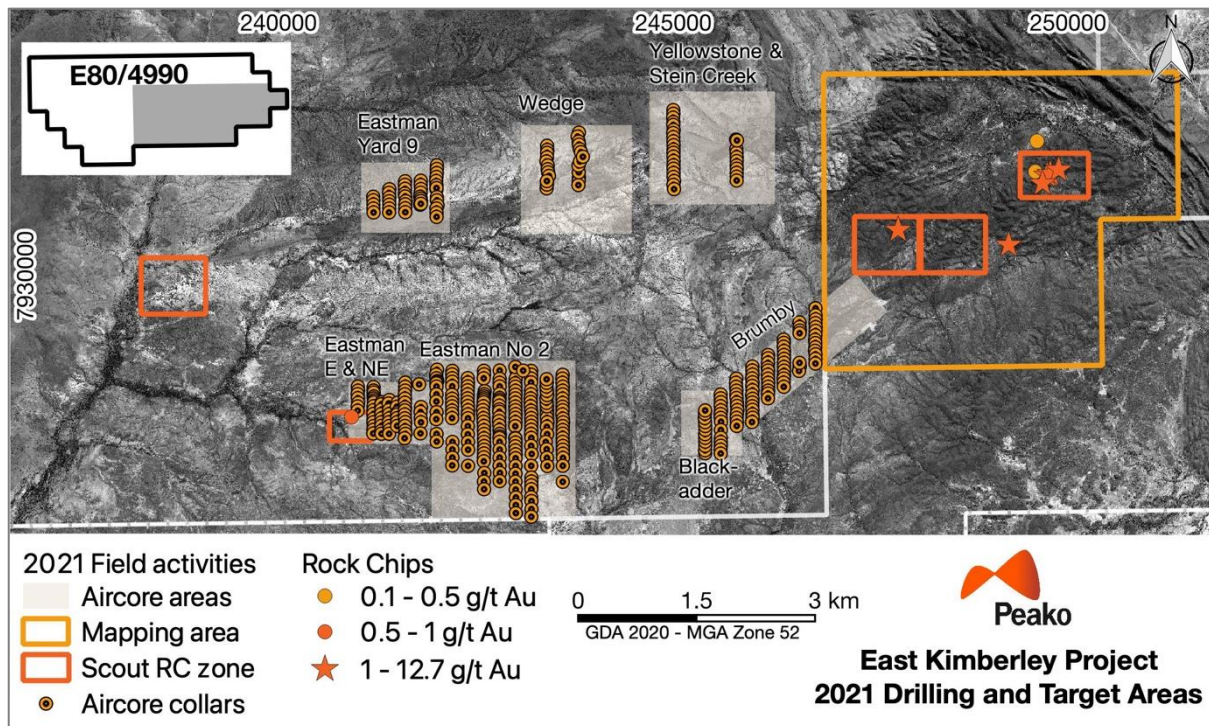 240000
245000
250000
N
E80/4990
Yellowstone &
Stein Creek
Wedge
Eastman
Yard 9
7930000
Brumby
Eastman
E & NE
Eastman No 2
Black-
adder
2021 Field activities
Aircore areas
Mapping area
Scout RC zone
Aircore collars
Rock Chips
0.1 - 0.5 g/t Au
0.5 - 1 g/t Au
1 - 12.7 g/t Au
0 1.5 3 km
GDA 2020 - MGA Zone 52
Peako
East Kimberley Project
2021 Drilling and Target Areas